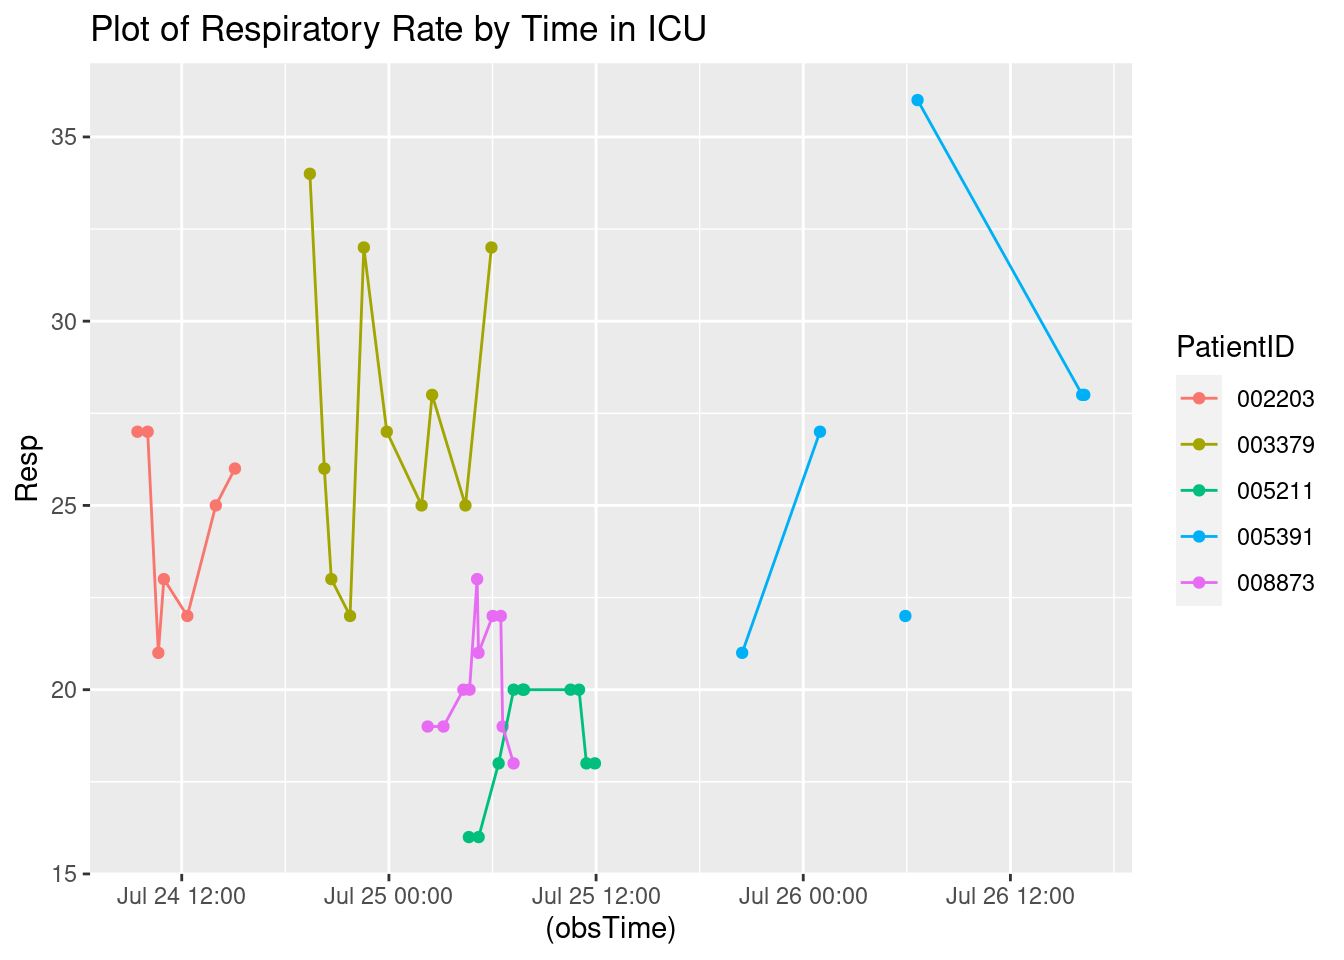 Plot of Respiratory Rate by Time in ICU
35
30
25
20
15
Resp
Jul 24 12:00
Jul 25 00:00
Jul 25 12:00
Jul 26 00:00
Jul 26 12:00
(obsTime)
PatientID
002203
003379
005211
005391
008873